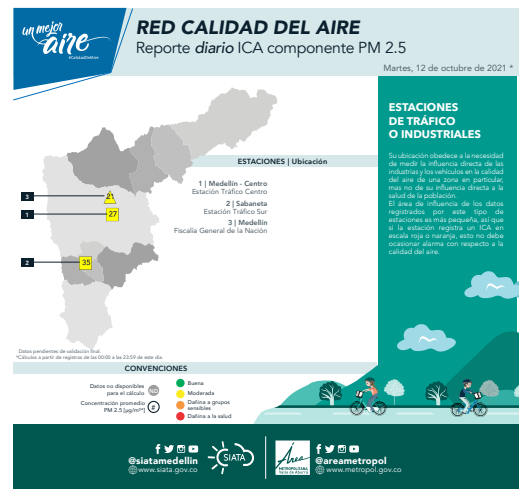 un mejor
aire
#CalidadDelAire
RED CALIDAD DEL AIRE
Reporte diario ICA componente PM 2.5
Martes, 12 de octubre de 2021 *
ESTACIONES | Ubicación
1 | Medellín - Centro
Estación Tráfico Centro
2 | Sabaneta
Estación Tráfico Sur
3 | Medellín
Fiscalía General de la Nación
3
21
1
27
2
35
ESTACIONES
DE TRÁFICO
O INDUSTRIALES
Su ubicación obedece a la necesidad
de medir la influencia directa de las
industrias y los vehículos en la calidad
del aire de una zona en particular,
mas no de su influencia directa a la
salud de la población.
El área de influencia de los datos
registrados por este tipo de
estaciones es más pequeña, así que
si la estación registra un ICA en
escala roja o naranja, esto no debe
ocasionar alarma con respecto a la
calidad del aire.
Datos pendientes de validación final.
*Cálculos a partir de registros de las 00:00 a las 23:59 de este día.
CONVENCIONES
Datos no disponibles
para el cálculo
ND
Concentración promedio
PM 2.5 [µg/m³]
#
Buena
Moderada
Dañina a grupos
sensibles
Dañina a la salud
@siatamedellin
www.siata.gov.co
SIATA
Área
METROPOLITANA
Valle de Aburrá
@areametropol
www.metropol.gov.co